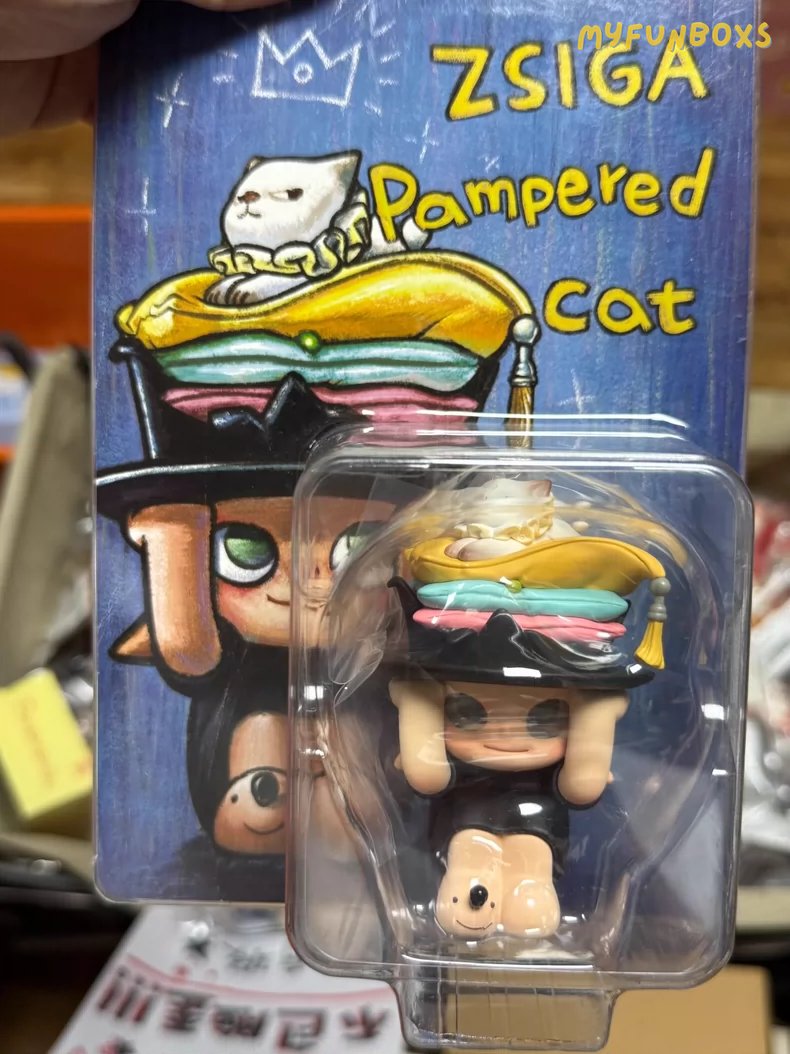 MYFUNBOXS
ZSIGA
Pampered
cat